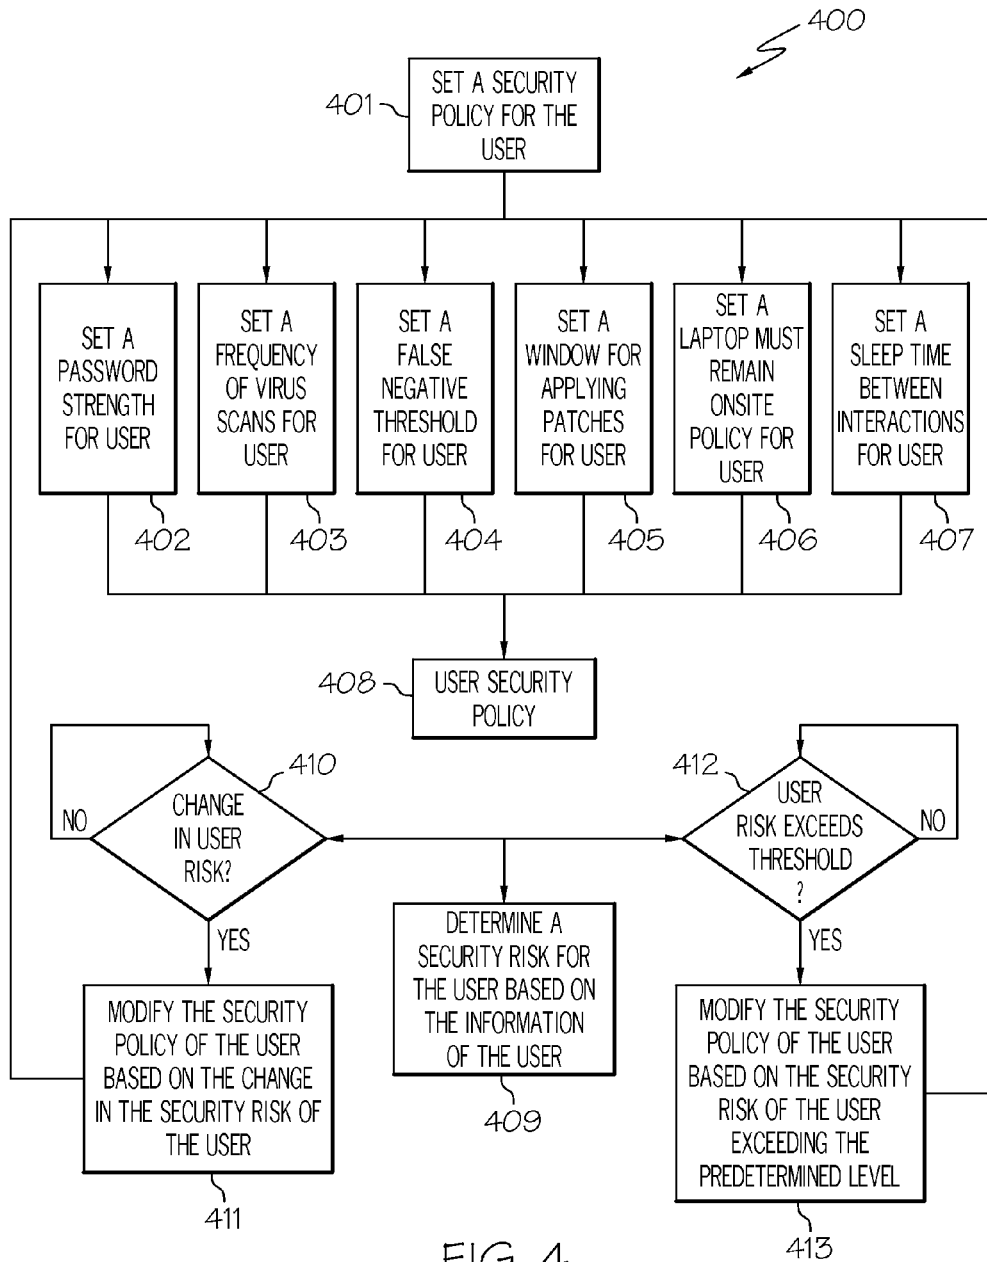 400
401
SET A SECURITY
POLICY FOR THE
USER
SET A
PASSWORD
STRENGTH
FOR USER
402
SET A
FREQUENCY
OF VIRUS
SCANS FOR
USER
403
SET A
FALSE
NEGATIVE
THRESHOLD
FOR USER
404
SET A
WINDOW FOR
APPLYING
PATCHES
FOR USER
405
SET A
LAPTOP MUST
REMAIN
ONSITE
POLICY FOR
USER
406
SET A
SLEEP TIME
BETWEEN
INTERACTIONS
FOR USER
407
408
USER SECURITY
POLICY
410
CHANGE
IN USER
RISK?
NO
YES
412
USER
RISK EXCEEDS
THRESHOLD
?
NO
YES
MODIFY THE SECURITY
POLICY OF THE USER
BASED ON THE CHANGE
IN THE SECURITY RISK OF
THE USER
411
DETERMINE A
SECURITY RISK FOR
THE USER BASED ON
THE INFORMATION
OF THE USER
409
MODIFY THE SECURITY
POLICY OF THE USER
BASED ON THE SECURITY
RISK OF THE USER
EXCEEDING THE
PREDETERMINED LEVEL
413
FIG. 4